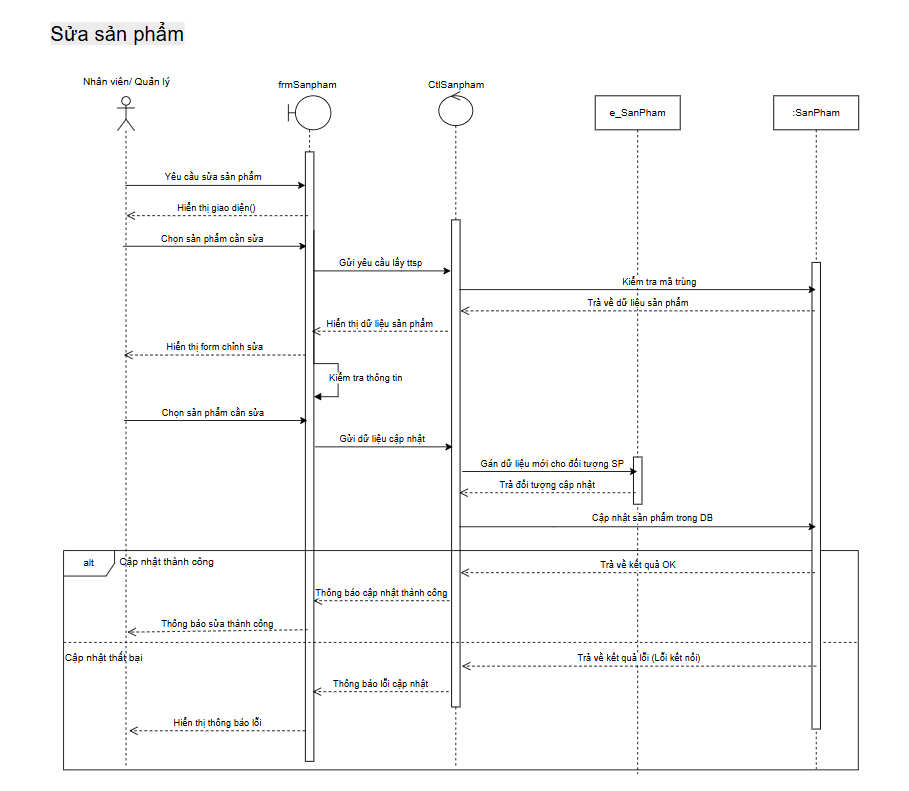 Sửa sản phẩm
Nhân viên/ Quản lý
frmSanpham
CtlSanpham
e_SanPham
:SanPham
Yêu cầu sửa sản phẩm
Hiển thị giao diện()
Chọn sản phẩm cần sửa
Gửi yêu cầu lấy ttsp
Kiểm tra mã trùng
Trả về dữ liệu sản phẩm
Hiển thị dữ liệu sản phẩm
Hiển thị form chỉnh sửa
Kiểm tra thông tin
Chọn sản phẩm cần sửa
Gửi dữ liệu cập nhật
Gán dữ liệu mới cho đối tượng SP
Trả đối tượng cập nhật
Cập nhật sản phẩm trong DB
alt
Cập nhật thành công
Trả về kết quả OK
Thông báo cập nhật thành công
Thông báo sửa thành công
Cập nhật thất bại
Trả về kết quả lỗi (Lỗi kết nối)
Thông báo lỗi cập nhật
Hiển thị thông báo lỗi